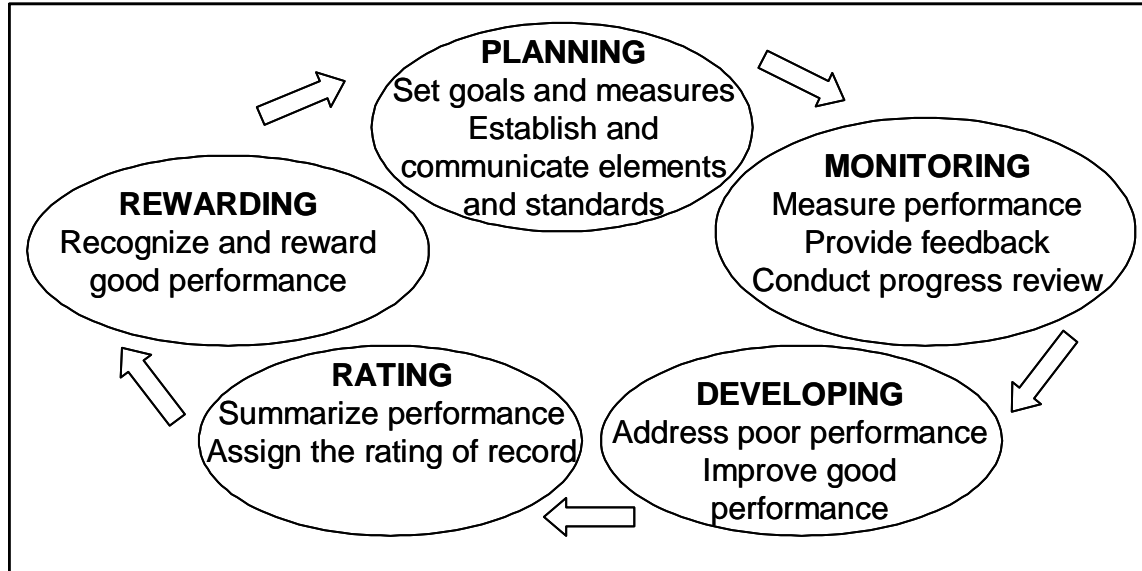 PLANNING
Set goals and measures
Establish and
communicate elements
and standards
MONITORING
Measure performance
Provide feedback
Conduct progress review
DEVELOPING
Address poor performance
Improve good
performance
RATING
Summarize performance
Assign the rating of record
REWARDING
Recognize and reward
good performance